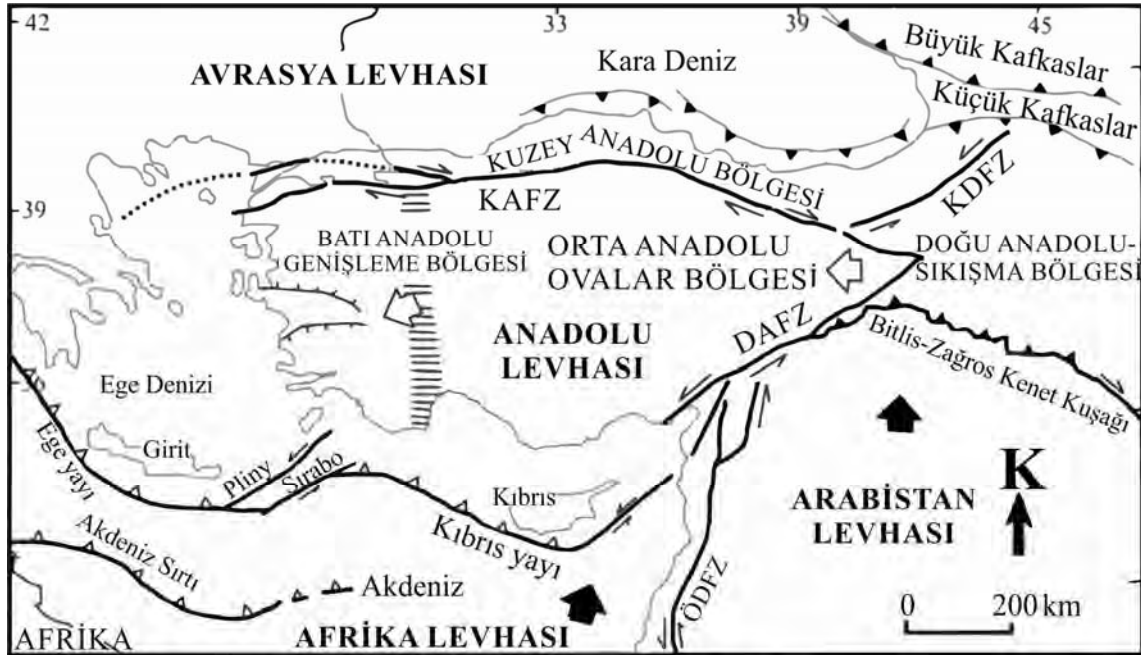 42
33
39
45
Büyük Kafkaslar
Kara Deniz
AVRASYA LEVHASI
Küçük Kafkaslar
KUZEY ANADOLU BÖLGESİ
KAFZ
KDFZ
39
BATI ANADOLU
GENİŞLEME BÖLGESİ
ORTA ANADOLU
OVALAR BÖLGESİ
DOĞU ANADOLU-
SIKIŞMA BÖLGESİ
ANADOLU
LEVHASI
DAFZ
Bitlis-Zağros Kenet Kuşağı
Ege Denizi
Girit
Ege yayı
Pliny
Sırabo
Kıbrıs
Kıbrıs yayı
K
ARABİSTAN
LEVHASI
Akdeniz Sırtı
Akdeniz
ÖDFZ
0 200 km
AFRİKA
AFRİKA LEVHASI